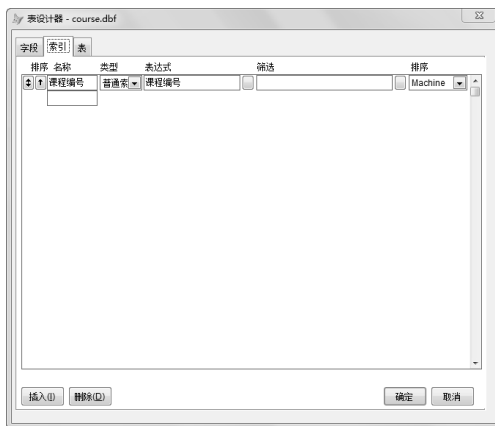 表设计器 - course.dbf
字段 索引 表
排序 名称 类型 表达式 筛选 排序
课程编号 普通索 课程编号 Machine
插入(I) 删除(D) 确定 取消